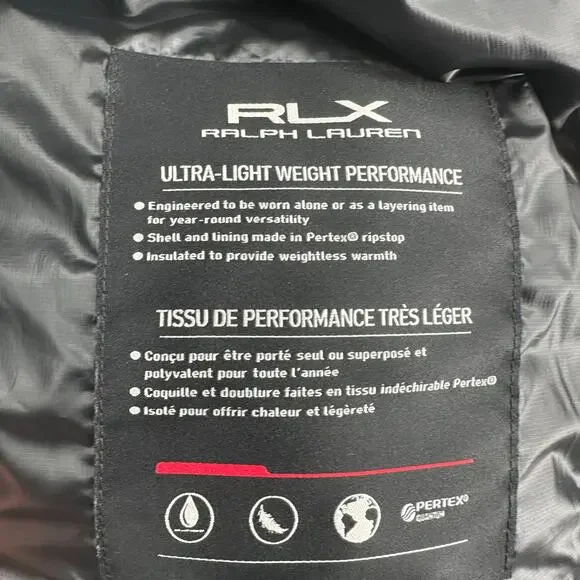 RLX
RALPH LAUREN
ULTRA-LIGHT WEIGHT PERFORMANCE
● Engineered to be worn alone or as a layering item
for year-round versatility
● Shell and lining made in Pertex® ripstop
● Insulated to provide weightless warmth
TISSU DE PERFORMANCE TRÈS LÉGER
● Conçu pour être porté seul ou superposé et
polyvalent pour toute l'année
● Coquille et doublure faites en tissu indéchirable Pertex®
● Isolé pour offrir chaleur et légèreté
PERTEX®
QUANTUM